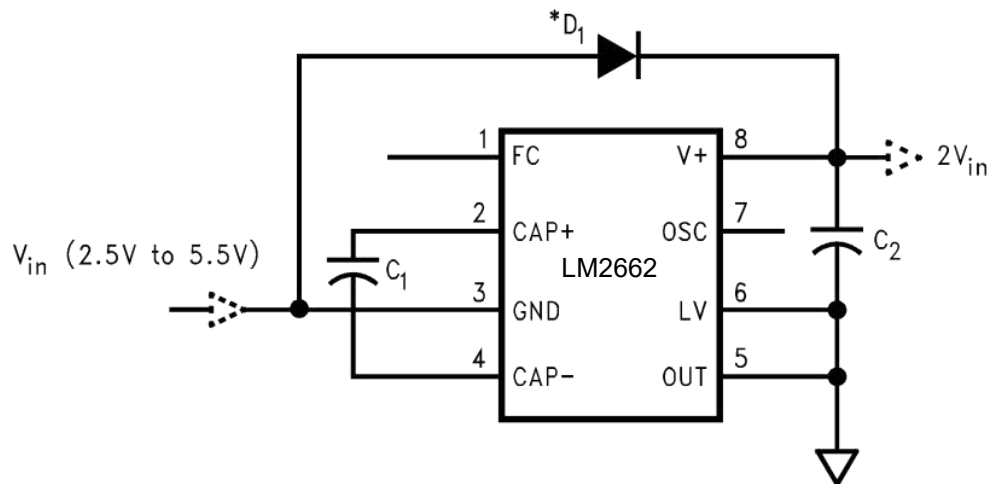 *D1
1 FC V+ 8
2Vin
2 CAP+ OSC 7
Vin (2.5V to 5.5V)
C1
LM2662
C2
3 GND LV 6
4 CAP- OUT 5